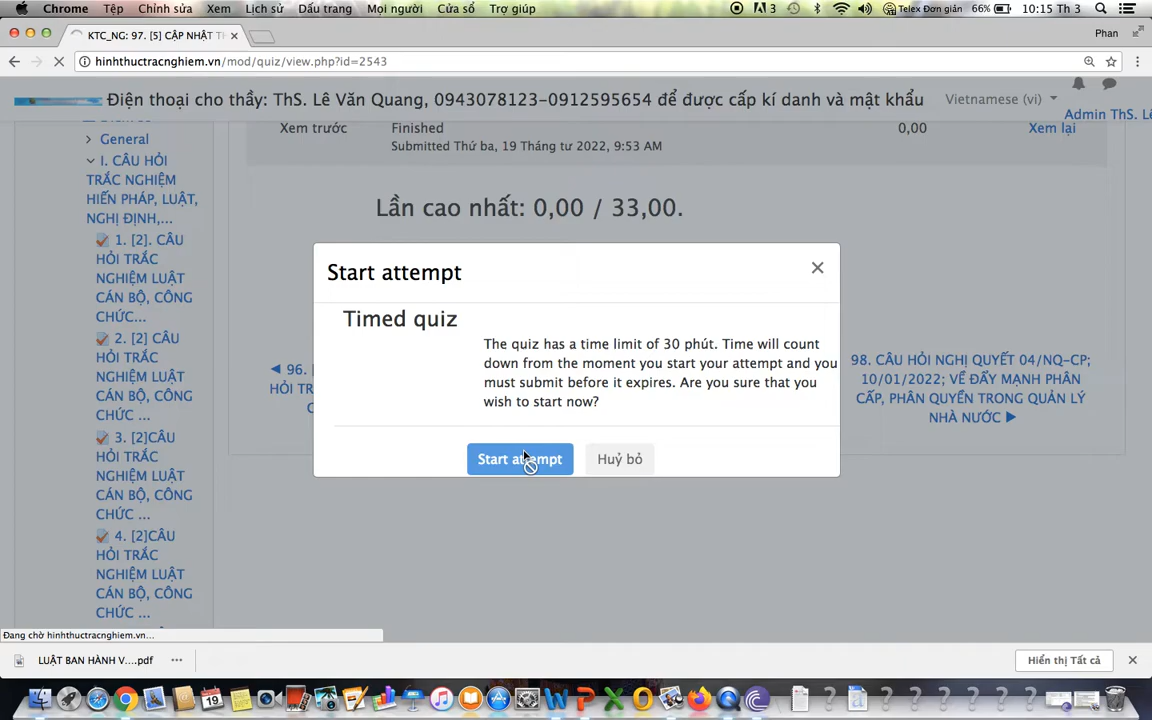 Chrome Tệp Chỉnh sửa Xem Lịch sử Dấu trang Mọi người Cửa sổ Trợ giúp 3 Telex Đơn giản 66% 10:15 Th 3
KTC_NG: 97. [5] CẬP NHẬT Phan
hinhthuctracnghiem.vn/mod/quiz/view.php?id=2543
Điện thoại cho thầy: ThS. Lê Văn Quang, 0943078123-0912595654 để được cấp kí danh và mật khẩu Vietnamese (vi)
Admin ThS. Lê
General
I. CÂU HỎI
TRẮC NGHIỆM
HIẾN PHÁP, LUẬT,
NGHỊ ĐỊNH,...
1. [2]. CÂU
HỎI TRẮC
NGHIỆM LUẬT
CÁN BỘ, CÔNG
CHỨC...
2. [2] CÂU
HỎI TRẮC
NGHIỆM LUẬT
CÁN BỘ, CÔNG
CHỨC ...
3. [2]CÂU
HỎI TRẮC
NGHIỆM LUẬT
CÁN BỘ, CÔNG
CHỨC ...
4. [2]CÂU
HỎI TRẮC
NGHIỆM LUẬT
CÁN BỘ, CÔNG
CHỨC ...
Xem trước Finished 0,00 Xem lại
Submitted Thứ ba, 19 Tháng tư 2022, 9:53 AM
Lần cao nhất: 0,00 / 33,00.
Start attempt
Timed quiz
The quiz has a time limit of 30 phút. Time will count
down from the moment you start your attempt and you
must submit before it expires. Are you sure that you
wish to start now?
Start attempt Huỷ bỏ
◄ 96.
HỎI
98. CÂU HỎI NGHỊ QUYẾT 04/NQ-CP;
10/01/2022; VỀ ĐẨY MẠNH PHÂN
CẤP, PHÂN QUYỀN TRONG QUẢN LÝ
NHÀ NƯỚC ►
Đang chờ hinhthuctracnghiem.vn...
LUẬT BAN HÀNH V....pdf Hiển thị Tất cả
19